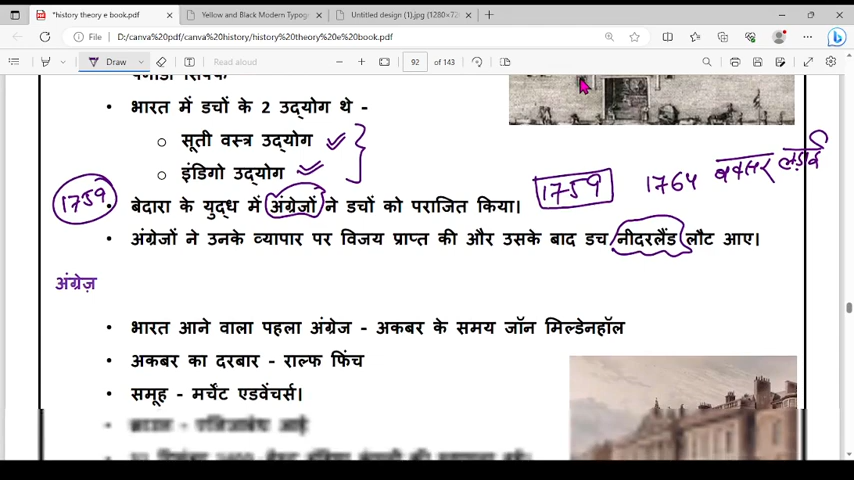 *history theory e book.pdf
Yellow and Black Modern Typog
Untitled design (1).jpg (1280×72
File
D:/canva%20pdf/canva%20history/history%20theory%20e%20book.pdf
Draw
Read aloud
92
of 143
भारत में डचों के 2 उद्योग थे -
सूती वस्त्र उद्योग
इंडिगो उद्योग
1759
1759
1764 बक्सर लड़ाई
बेदारा के युद्ध में अंग्रेजों ने डचों को पराजित किया।
अंग्रेजों ने उनके व्यापार पर विजय प्राप्त की और उसके बाद डच नीदरलैंड लौट आए।
अंग्रेज़
भारत आने वाला पहला अंग्रेज - अकबर के समय जॉन मिल्डेनहॉल
अकबर का दरबार - राल्फ फिंच
समूह - मर्चेंट एडवेंचर्स।